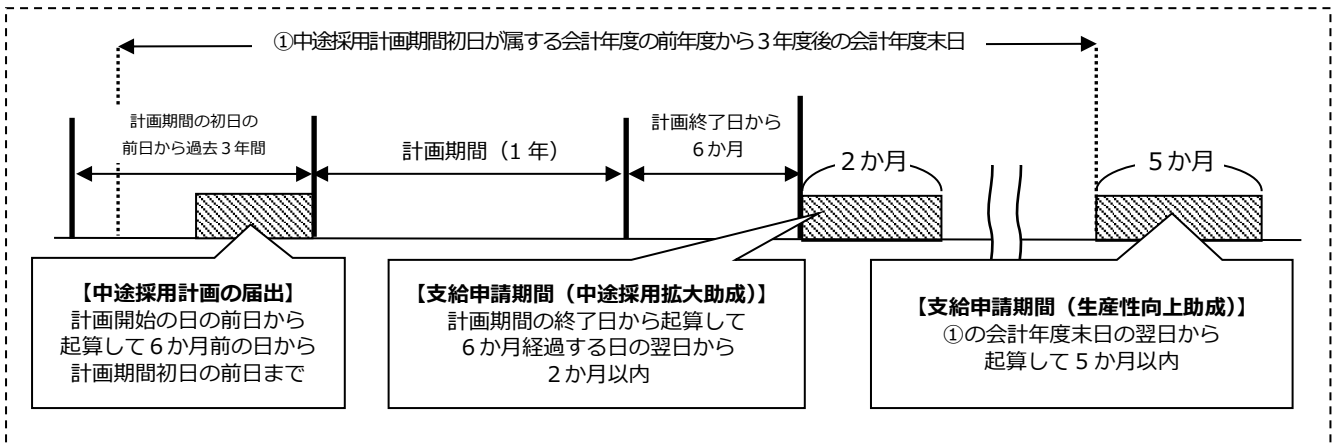 ①中途採用計画期間初日が属する会計年度の前年度から３年度後の会計年度末日
計画期間の初日の
前日から過去３年間
計画期間（1 年）
計画終了日から
６か月
２か月
５か月
【中途採用計画の届出】
計画開始の日の前日から
起算して６か月前の日から
計画期間初日の前日まで
【支給申請期間（中途採用拡大助成）】
計画期間の終了日から起算して
６か月経過する日の翌日から
２か月以内
【支給申請期間（生産性向上助成）】
①の会計年度末日の翌日から
起算して５か月以内